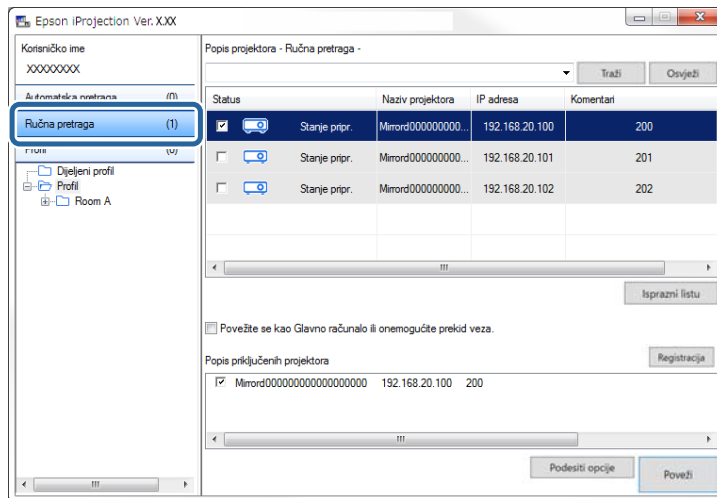 Epson iProjection Ver. X.XX
Korisničko ime
XXXXXXXX
Automatska pretraga (0)
Ručna pretraga (1)
Profil (0)
Dijeljeni profil
Profil
Room A
Popis projektora - Ručna pretraga -
Traži Osvježi
Status Naziv projektora IP adresa Komentari
Stanje pripr. Mirrord000000000... 192.168.20.100 200
Stanje pripr. Mirrord000000000... 192.168.20.101 201
Stanje pripr. Mirrord000000000... 192.168.20.102 202
Isprazni listu
Povežite se kao Glavno računalo ili onemogućite prekid veza.
Popis priključenih projektora Registracija
Mirrord000000000000000000 192.168.20.100 200
Podesiti opcije Poveži